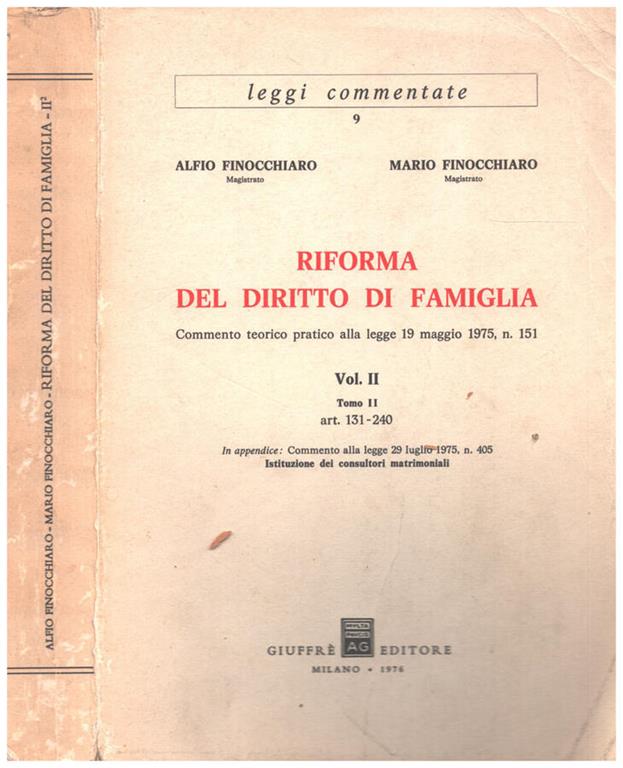 ALFIO FINOCCHIARO - MARIO FINOCCHIARO - RIFORMA DEL DIRITTO DI FAMIGLIA - II²
leggi commentate
9
ALFIO FINOCCHIARO MARIO FINOCCHIARO
Magistrato Magistrato
RIFORMA
DEL DIRITTO DI FAMIGLIA
Commento teorico pratico alla legge 19 maggio 1975, n. 151
Vol. II
Tomo II
art. 131-240
In appendice: Commento alla legge 29 luglio 1975, n. 405
Istituzione dei consultori matrimoniali
MVLTA
PAVCIS
GIUFFRÈ AG EDITORE
MILANO • 1976